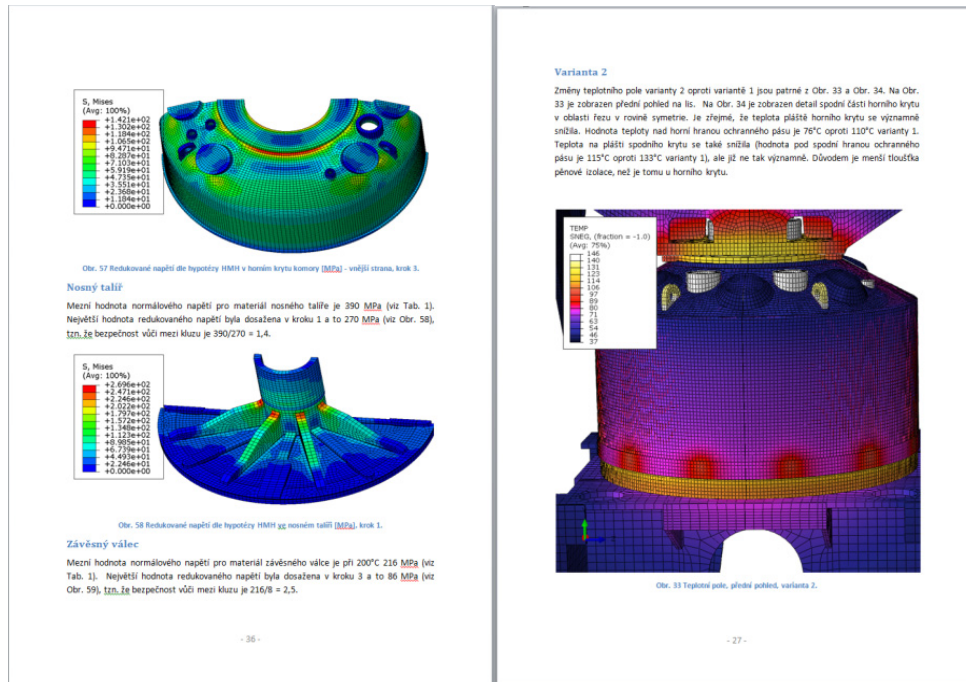 S, Mises
(Avg: 100%)
+1.421e+02
+1.302e+02
+1.184e+02
+1.065e+02
+9.471e+01
+8.287e+01
+7.103e+01
+5.919e+01
+4.735e+01
+3.551e+01
+2.368e+01
+1.184e+01
+0.000e+00
Obr. 57 Redukované napětí dle hypotézy HMH v horním krytu komory [MPa] - vnější strana, krok 3.
Nosný talíř
Mezní hodnota normálového napětí pro materiál nosného talíře je 390 MPa (viz Tab. 1).
Největší hodnota redukovaného napětí byla dosažena v kroku 1 a to 270 MPa (viz Obr. 58),
tzn. že bezpečnost vůči mezi kluzu je 390/270 = 1,4.
S, Mises
(Avg: 100%)
+2.696e+02
+2.471e+02
+2.246e+02
+2.022e+02
+1.797e+02
+1.572e+02
+1.348e+02
+1.123e+02
+8.985e+01
+6.739e+01
+4.493e+01
+2.246e+01
+0.000e+00
Obr. 58 Redukované napětí dle hypotézy HMH ve nosném talíři [MPa], krok 1.
Závěsný válec
Mezní hodnota normálového napětí pro materiál závěsného válce je při 200°C 216 MPa (viz
Tab. 1). Největší hodnota redukovaného napětí byla dosažena v kroku 3 a to 86 MPa (viz
Obr. 59), tzn. že bezpečnost vůči mezi kluzu je 216/8 = 2,5.
- 36 -
Varianta 2
Změny teplotního pole varianty 2 oproti variantě 1 jsou patrné z Obr. 33 a Obr. 34. Na Obr.
33 je zobrazen přední pohled na lis. Na Obr. 34 je zobrazen detail spodní části horního krytu
v oblasti řezu v rovině symetrie. Je zřejmé, že teplota pláště horního krytu se významně
snížila. Hodnota teploty nad horní hranou ochranného pásu je 76°C oproti 110°C varianty 1.
Teplota na plášti spodního krytu se také snížila (hodnota pod spodní hranou ochranného
pásu je 115°C oproti 133°C varianty 1), ale již ne tak významně. Důvodem je menší tloušťka
pěnové izolace, než je tomu u horního krytu.
TEMP
SNEG, (fraction = -1.0)
(Avg: 75%)
146
140
131
123
114
106
97
89
80
71
63
54
46
37
Obr. 33 Teplotní pole, přední pohled, varianta 2.
- 27 -